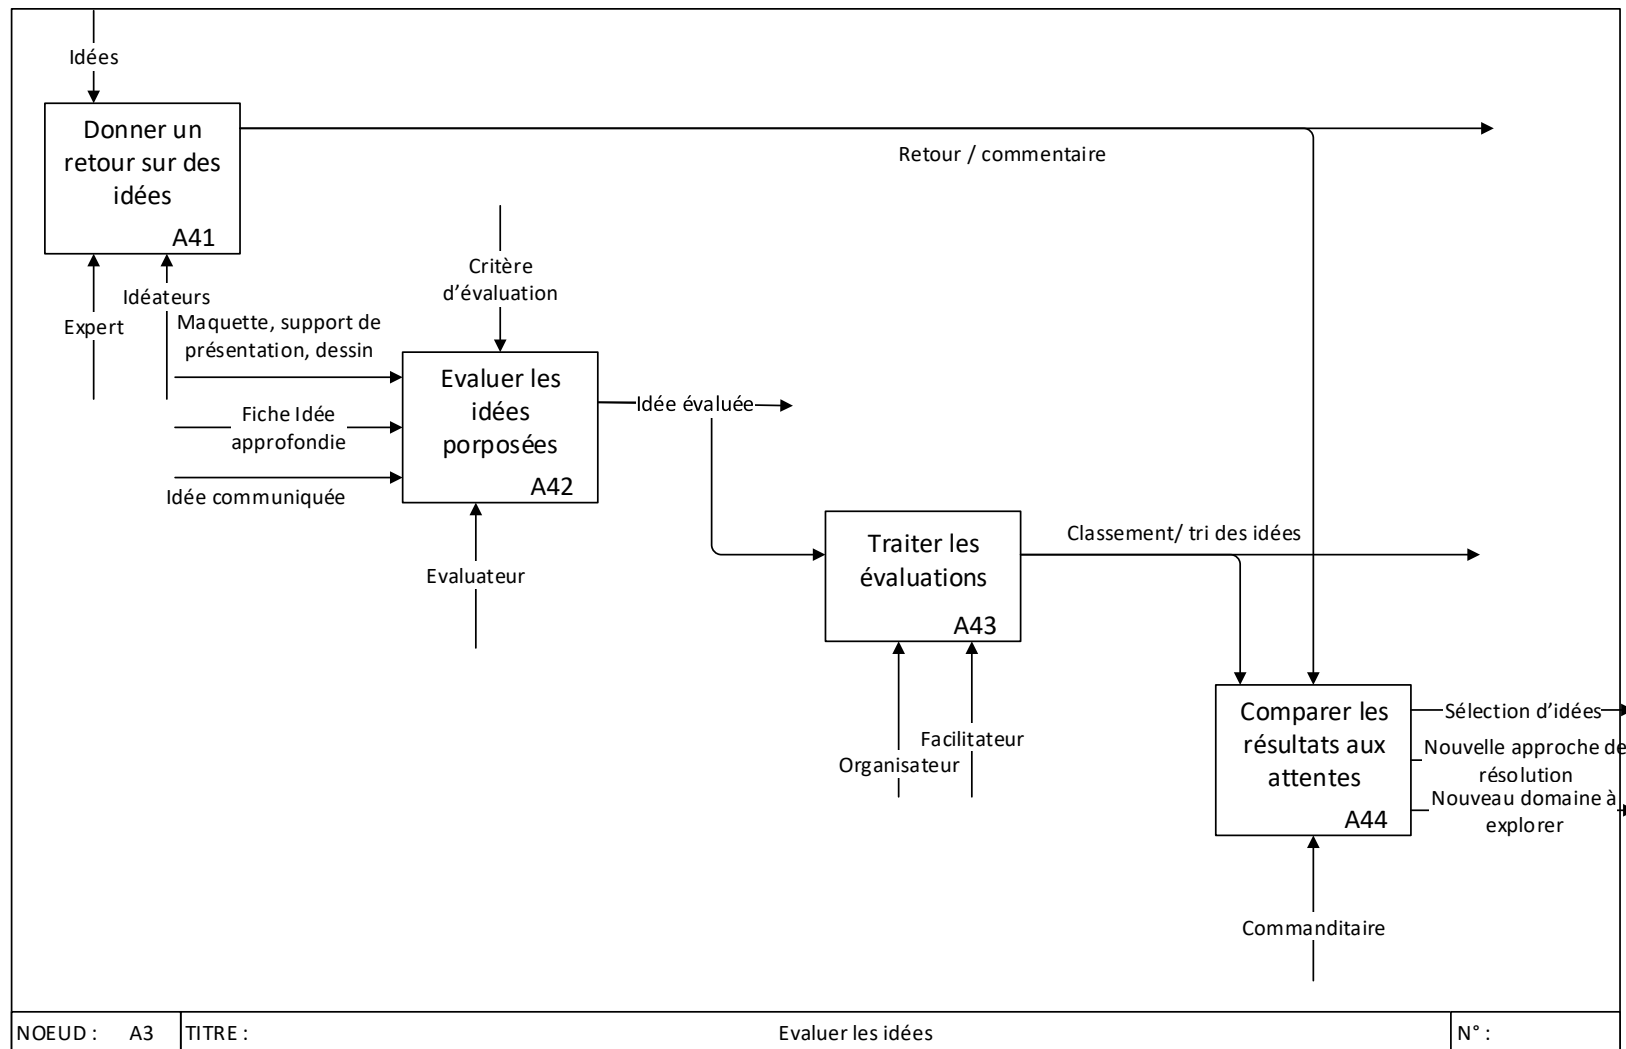 Idées
Donner un
retour sur des
idées
A41
Retour / commentaire
Expert
Idéateurs
Critère
d'évaluation
Maquette, support de
présentation, dessin
Fiche Idée
approfondie
Idée communiquée
Evaluer les
idées
porposées
A42
Idée évaluée
Evaluateur
Traiter les
évaluations
A43
Classement/ tri des idées
Organisateur
Facilitateur
Comparer les
résultats aux
attentes
A44
Sélection d'idées
Nouvelle approche de
résolution
Nouveau domaine à
explorer
Commanditaire
NOEUD : A3 TITRE : Evaluer les idées N° :